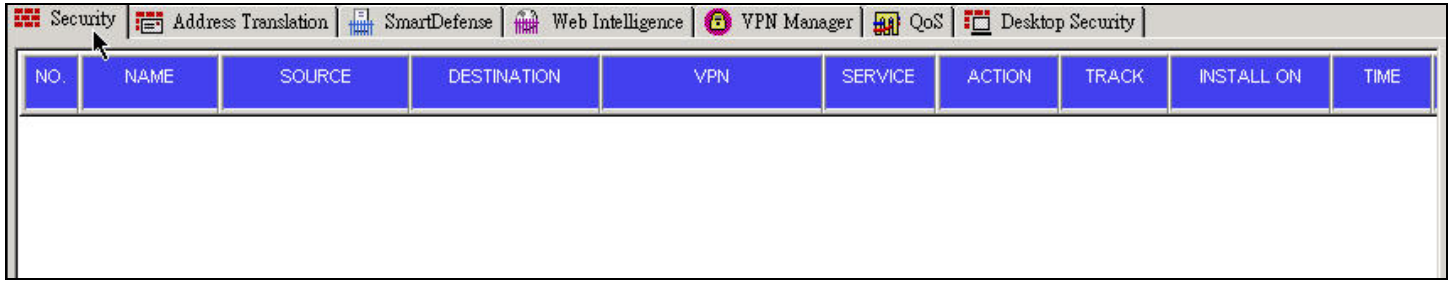 Security Address Translation SmartDefense Web Intelligence VPN Manager QoS Desktop Security
NO. NAME SOURCE DESTINATION VPN SERVICE ACTION TRACK INSTALL ON TIME